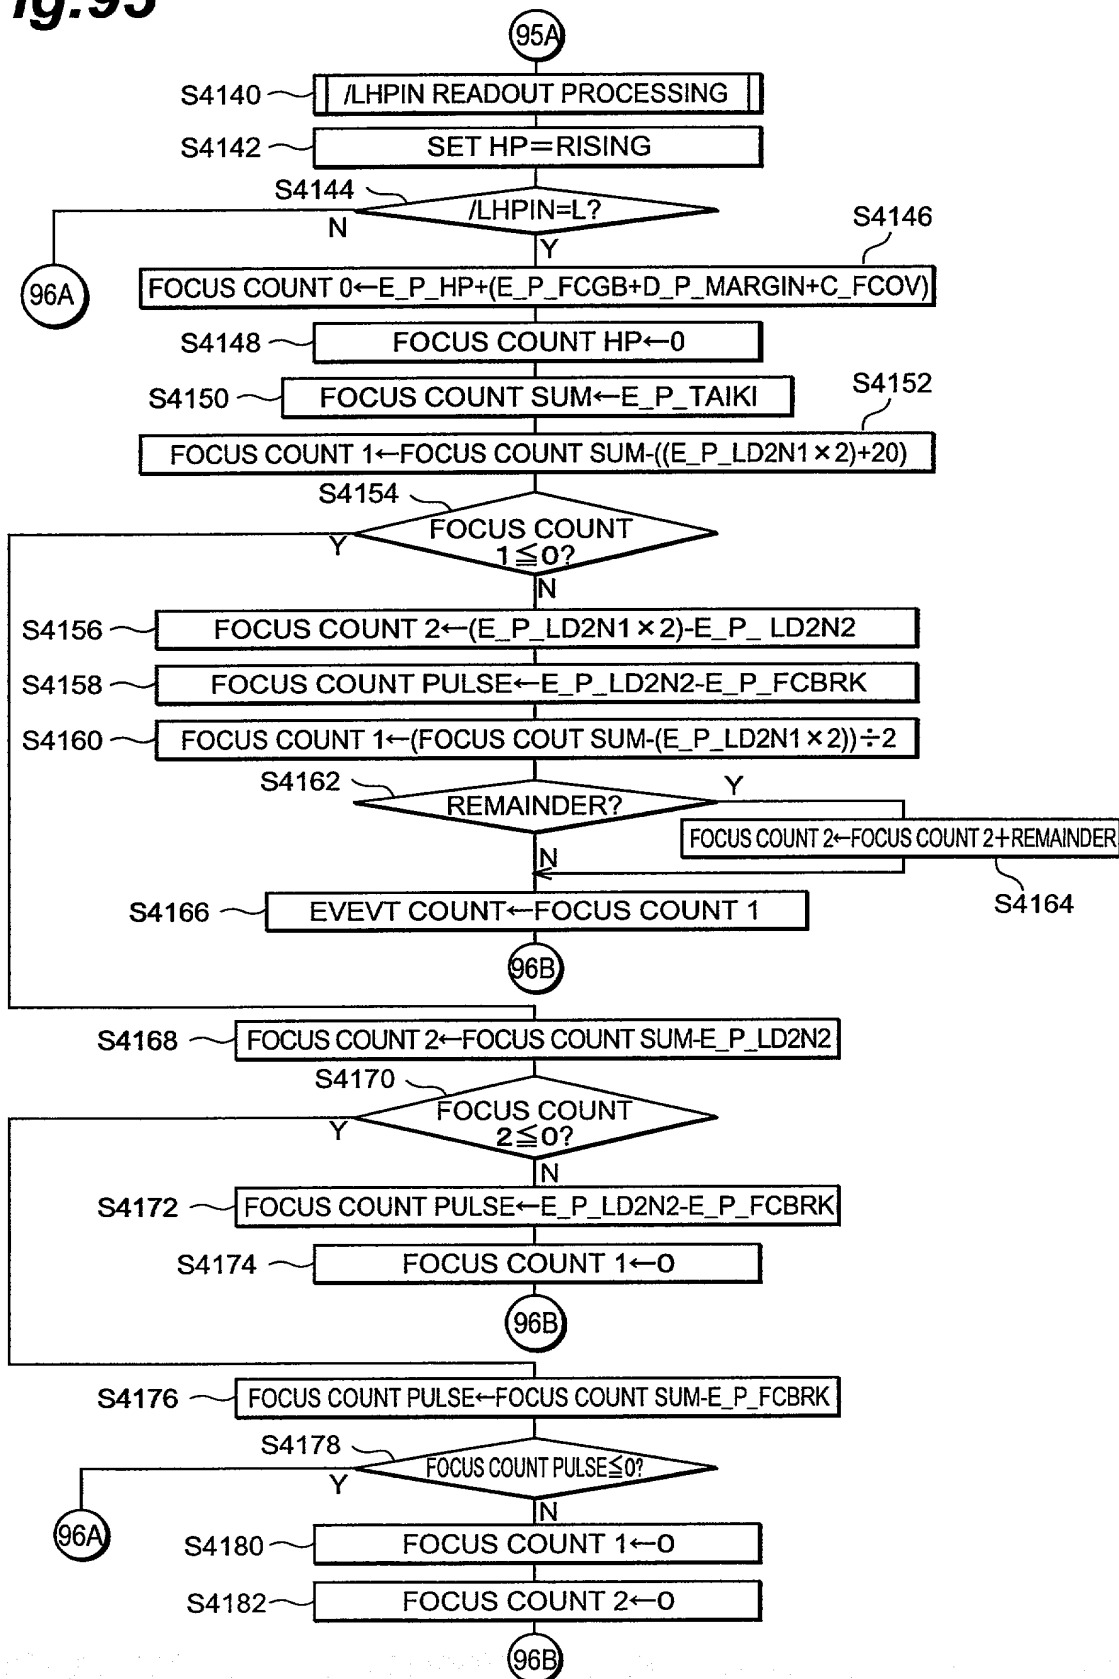 ig.95
95A
S4140
/LHPIN READOUT PROCESSING
S4142
SET HP=RISING
S4144
/LHPIN=L?
N
Y
S4146
96A
FOCUS COUNT 0←E_P_HP+(E_P_FCGB+D_P_MARGIN+C_FCOV)
S4148
FOCUS COUNT HP←0
S4150
FOCUS COUNT SUM←E_P_TAIKI
S4152
FOCUS COUNT 1←FOCUS COUNT SUM-((E_P_LD2N1×2)+20)
S4154
FOCUS COUNT
1≦0?
Y
N
S4156
FOCUS COUNT 2←(E_P_LD2N1×2)-E_P_ LD2N2
S4158
FOCUS COUNT PULSE←E_P_LD2N2-E_P_FCBRK
S4160
FOCUS COUNT 1←(FOCUS COUT SUM-(E_P_LD2N1×2))÷2
S4162
REMAINDER?
Y
N
FOCUS COUNT 2←FOCUS COUNT 2+REMAINDER
S4164
S4166
EVEVT COUNT←FOCUS COUNT 1
96B
S4168
FOCUS COUNT 2←FOCUS COUNT SUM-E_P_LD2N2
S4170
FOCUS COUNT
2≦0?
Y
N
S4172
FOCUS COUNT PULSE←E_P_LD2N2-E_P_FCBRK
S4174
FOCUS COUNT 1←0
96B
S4176
FOCUS COUNT PULSE←FOCUS COUNT SUM-E_P_FCBRK
S4178
FOCUS COUNT PULSE≦0?
Y
N
96A
S4180
FOCUS COUNT 1←0
S4182
FOCUS COUNT 2←0
96B